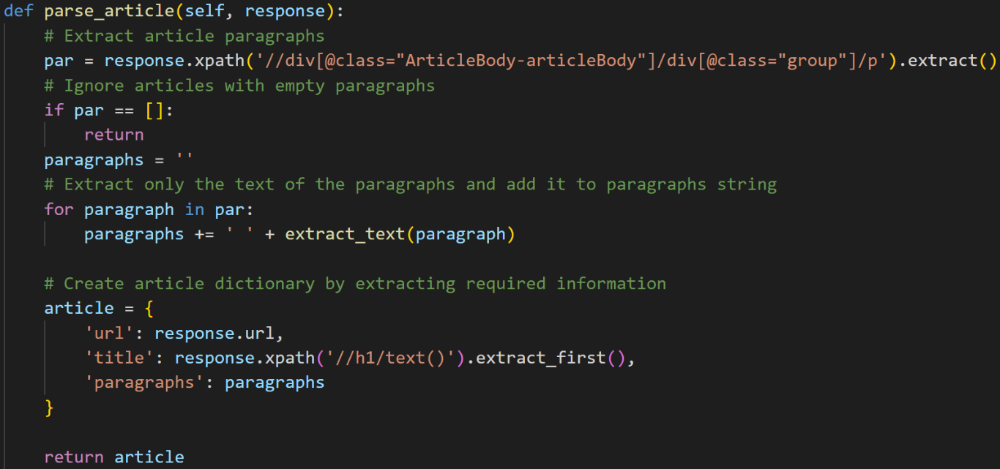 def parse_article(self, response):
    # Extract article paragraphs
    par = response.xpath('//div[@class="ArticleBody-articleBody"]/div[@class="group"]/p').extract()
    # Ignore articles with empty paragraphs
    if par == []:
        return
    paragraphs = ''
    # Extract only the text of the paragraphs and add it to paragraphs string
    for paragraph in par:
        paragraphs += ' ' + extract_text(paragraph)

    # Create article dictionary by extracting required information
    article = {
        'url': response.url,
        'title': response.xpath('//h1/text()').extract_first(),
        'paragraphs': paragraphs
    }

    return article